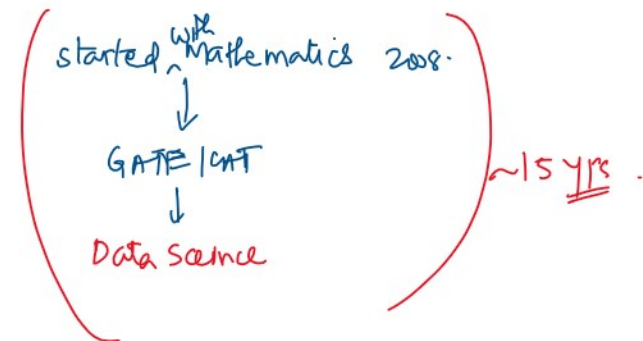 started with Mathematics 2008.
GATE/CAT
Data Science
~15 yrs.